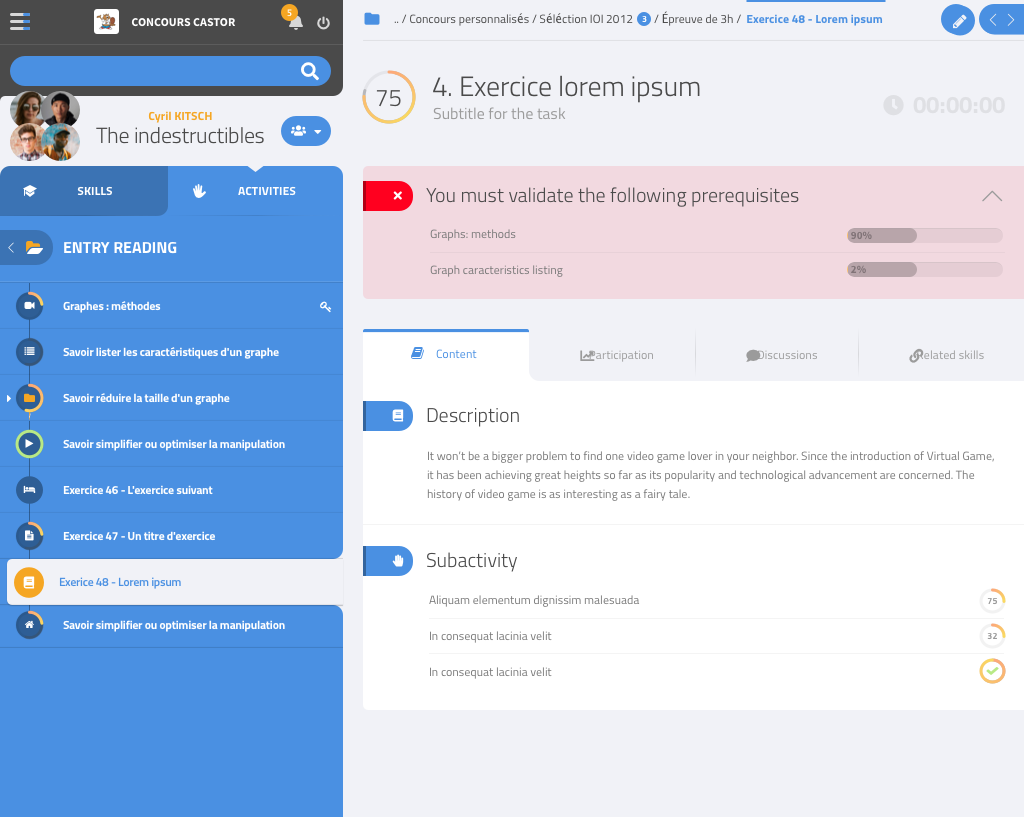 CONCOURS CASTOR
5
Cyril KITSCH
The indestructibles
SKILLS
ACTIVITIES
ENTRY READING
Graphes : méthodes
Savoir lister les caractéristiques d'un graphe
Savoir réduire la taille d'un graphe
Savoir simplifier ou optimiser la manipulation
Exercice 46 - L'exercice suivant
Exercice 47 - Un titre d'exercice
Exerice 48 - Lorem ipsum
Savoir simplifier ou optimiser la manipulation
.. / Concours personnalisés / Séléction IOI 2012 3 / Épreuve de 3h / Exercice 48 - Lorem ipsum
75
4. Exercice lorem ipsum
Subtitle for the task
00:00:00
You must validate the following prerequisites
Graphs: methods
90%
Graph caracteristics listing
2%
Content
Participation
Discussions
Related skills
Description
It won't be a bigger problem to find one video game lover in your neighbor. Since the introduction of Virtual Game,
it has been achieving great heights so far as its popularity and technological advancement are concerned. The
history of video game is as interesting as a fairy tale.
Subactivity
Aliquam elementum dignissim malesuada
75
In consequat lacinia velit
32
In consequat lacinia velit